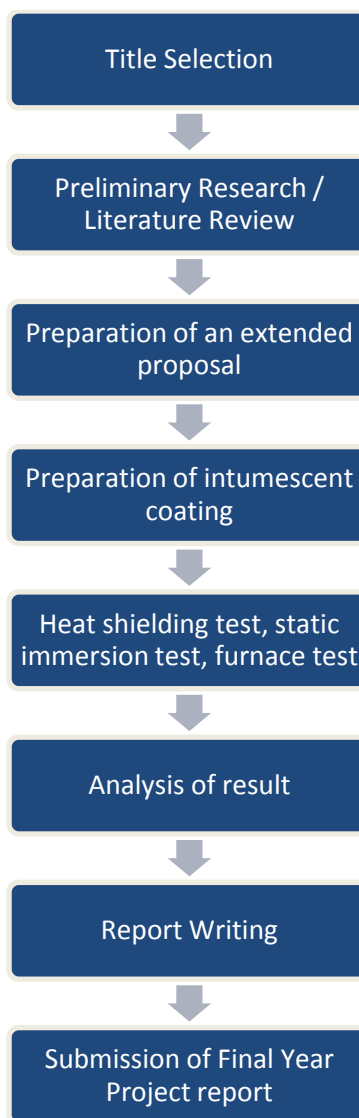 Title Selection
Preliminary Research /
Literature Review
Preparation of an extended
proposal
Preparation of intumescent
coating
Heat shielding test, static
immersion test, furnace test
Analysis of result
Report Writing
Submission of Final Year
Project report